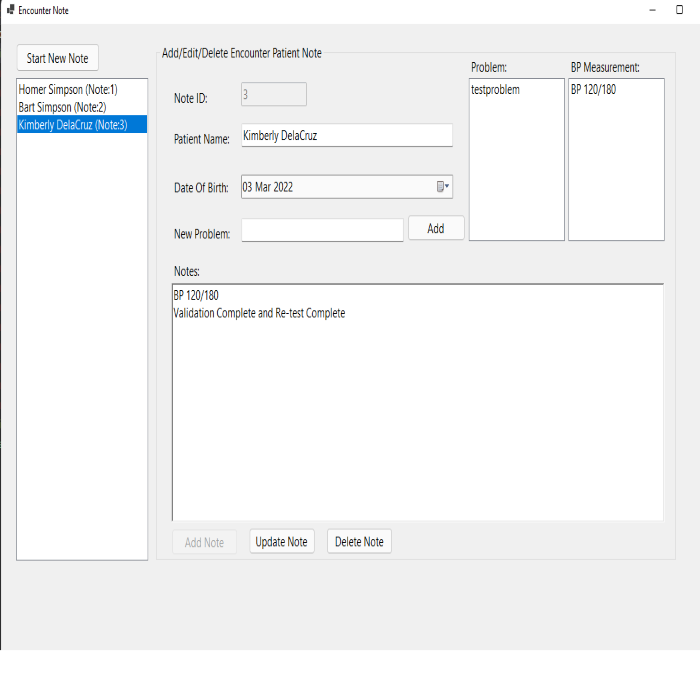 Encounter Note
Start New Note
Homer Simpson (Note:1)
Bart Simpson (Note:2)
Kimberly DelaCruz (Note:3)
Add/Edit/Delete Encounter Patient Note
Note ID:
3
Patient Name:
Kimberly DelaCruz
Date Of Birth:
03 Mar 2022
New Problem:
Add
Problem:
testproblem
BP Measurement:
BP 120/180
Notes:
BP 120/180
Validation Complete and Re-test Complete
Add Note
Update Note
Delete Note